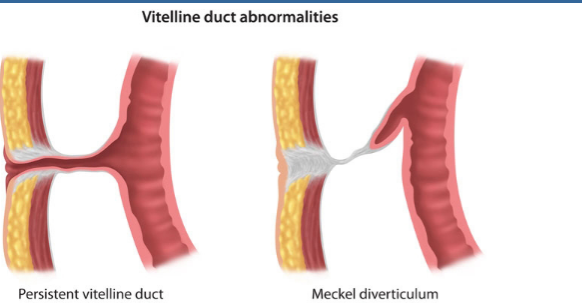 Vitelline duct abnormalities
Persistent vitelline duct
Meckel diverticulum